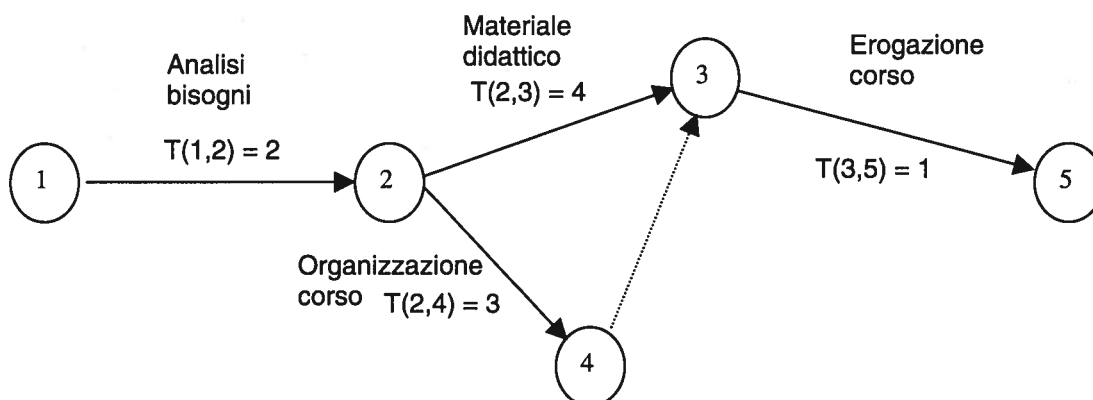 Analisi
bisogni
T(1,2) = 2
Materiale
didattico
T(2,3) = 4
Erogazione
corso
T(3,5) = 1
Organizzazione
corso T(2,4) = 3
1
2
3
4
5